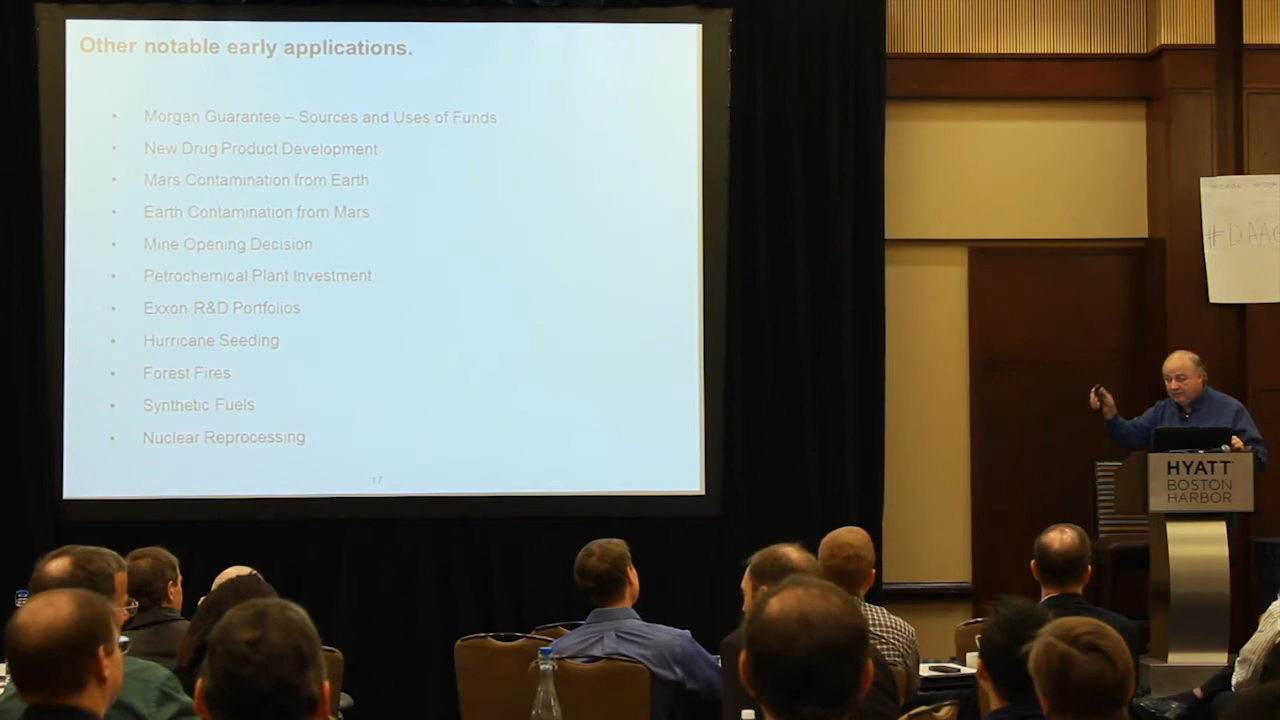 Other notable early applications.
• Morgan Guarantee – Sources and Uses of Funds
• New Drug Product Development
• Mars Contamination from Earth
• Earth Contamination from Mars
• Mine Opening Decision
• Petrochemical Plant Investment
• Exxon R&D Portfolios
• Hurricane Seeding
• Forest Fires
• Synthetic Fuels
• Nuclear Reprocessing
17
HYATT
BOSTON
HARBOR